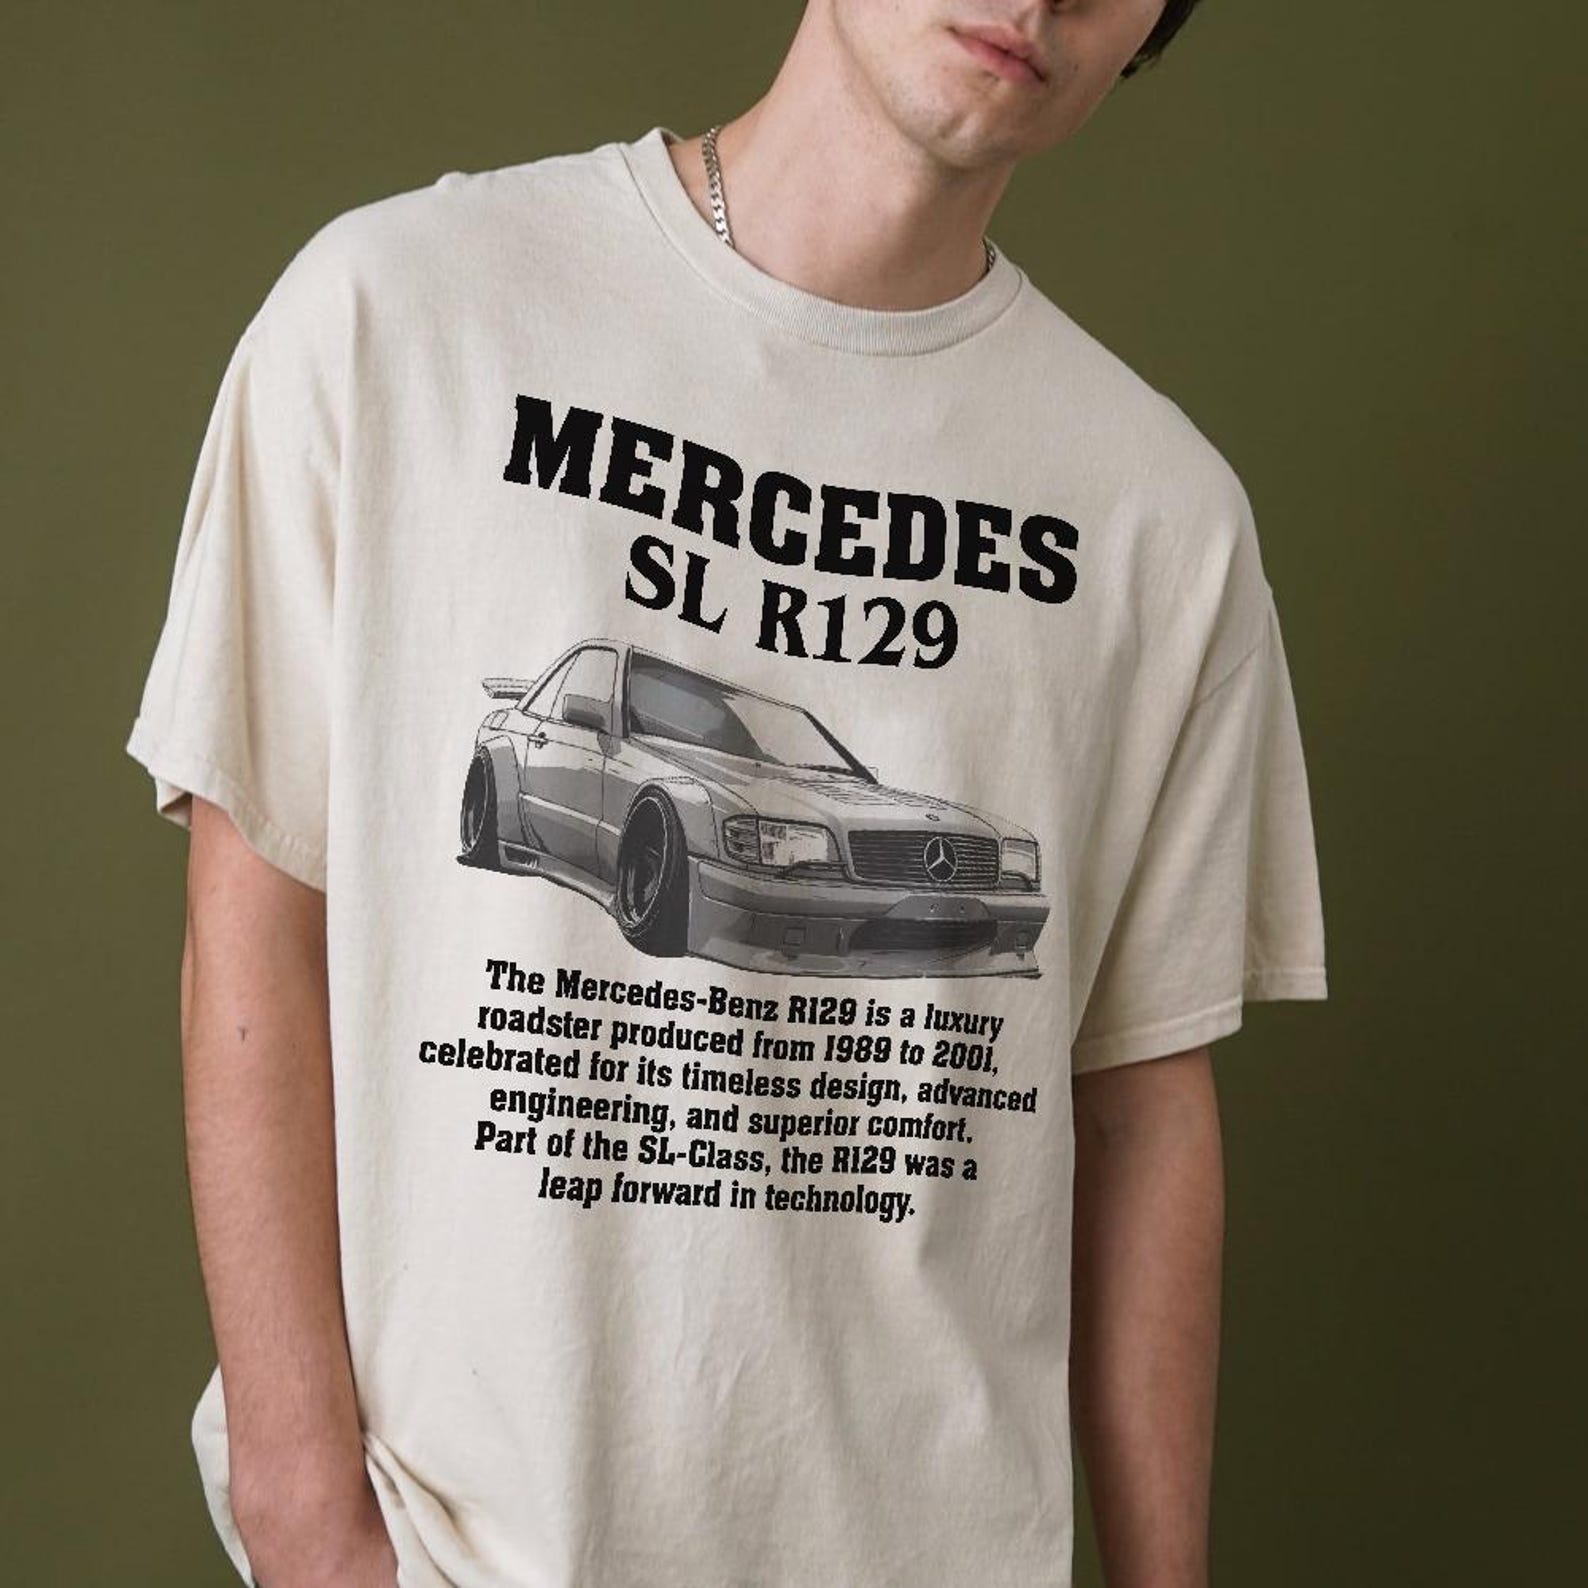 MERCEDES
SL R129
The Mercedes-Benz R129 is a luxury
roadster produced from 1989 to 2001,
celebrated for its timeless design, advanced
engineering, and superior comfort.
Part of the SL-Class, the R129 was a
leap forward in technology.